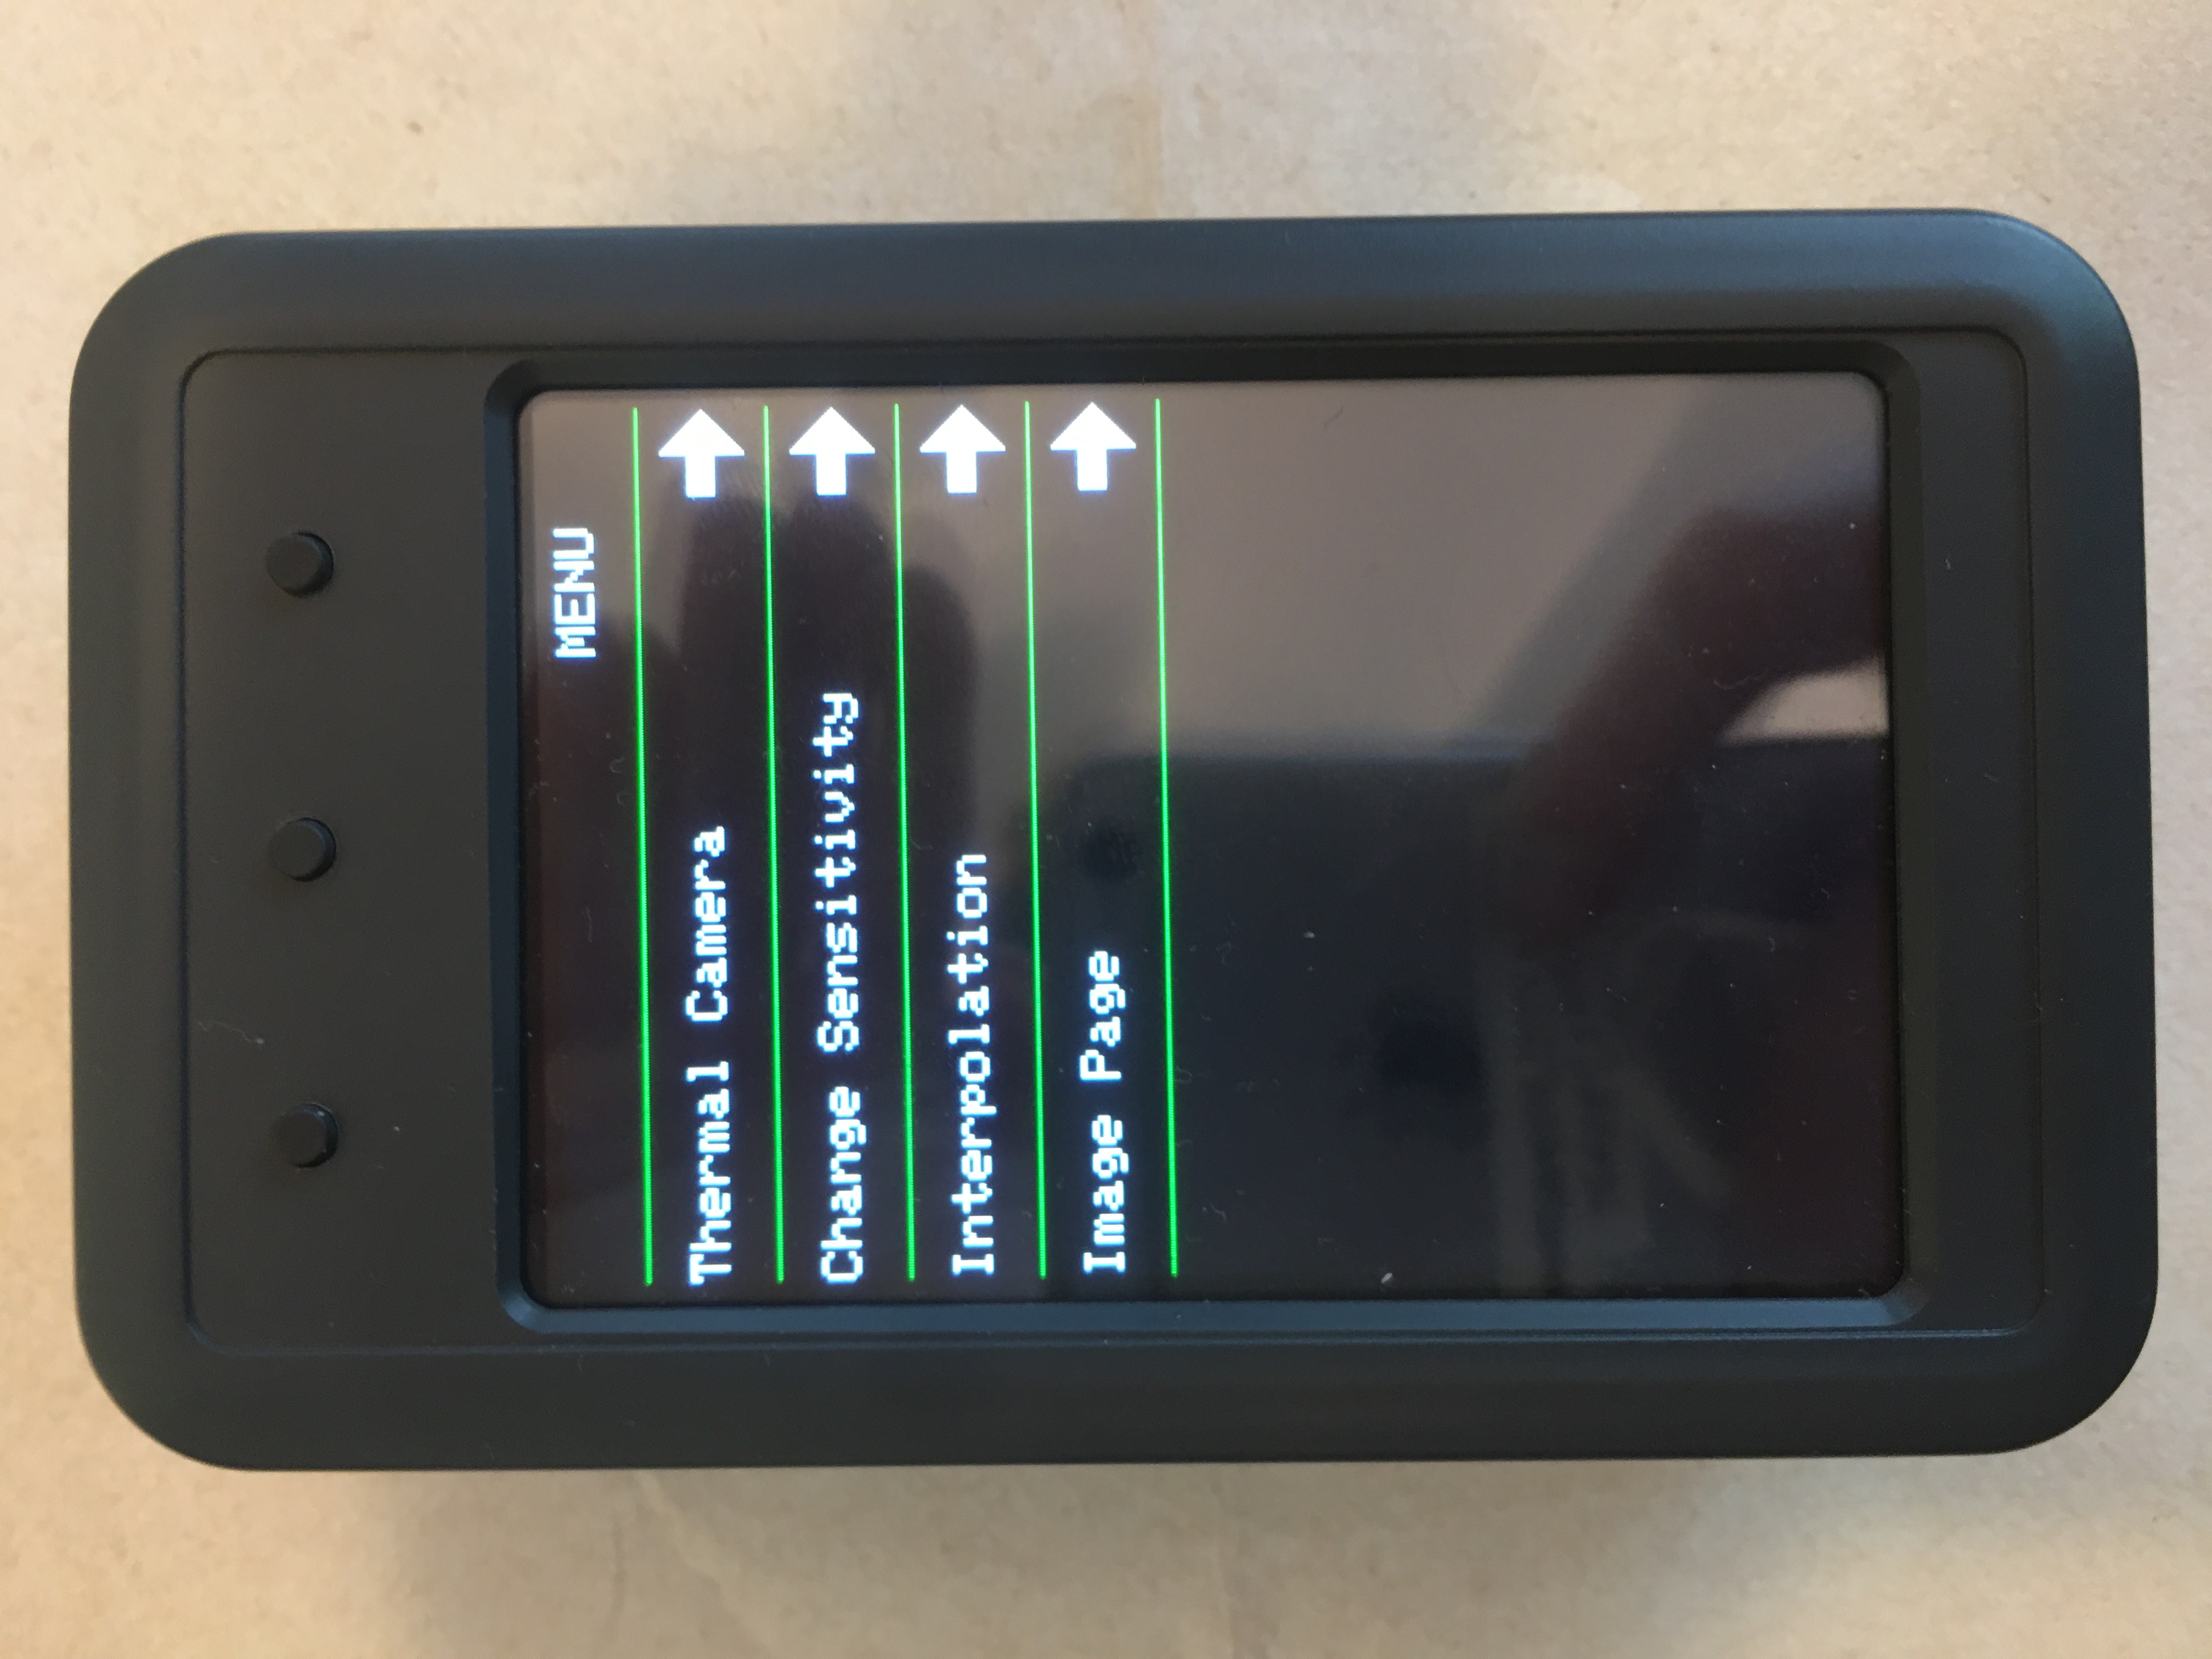 MENU
Thermal Camera
Change Sensitivity
Interpolation
Image Page